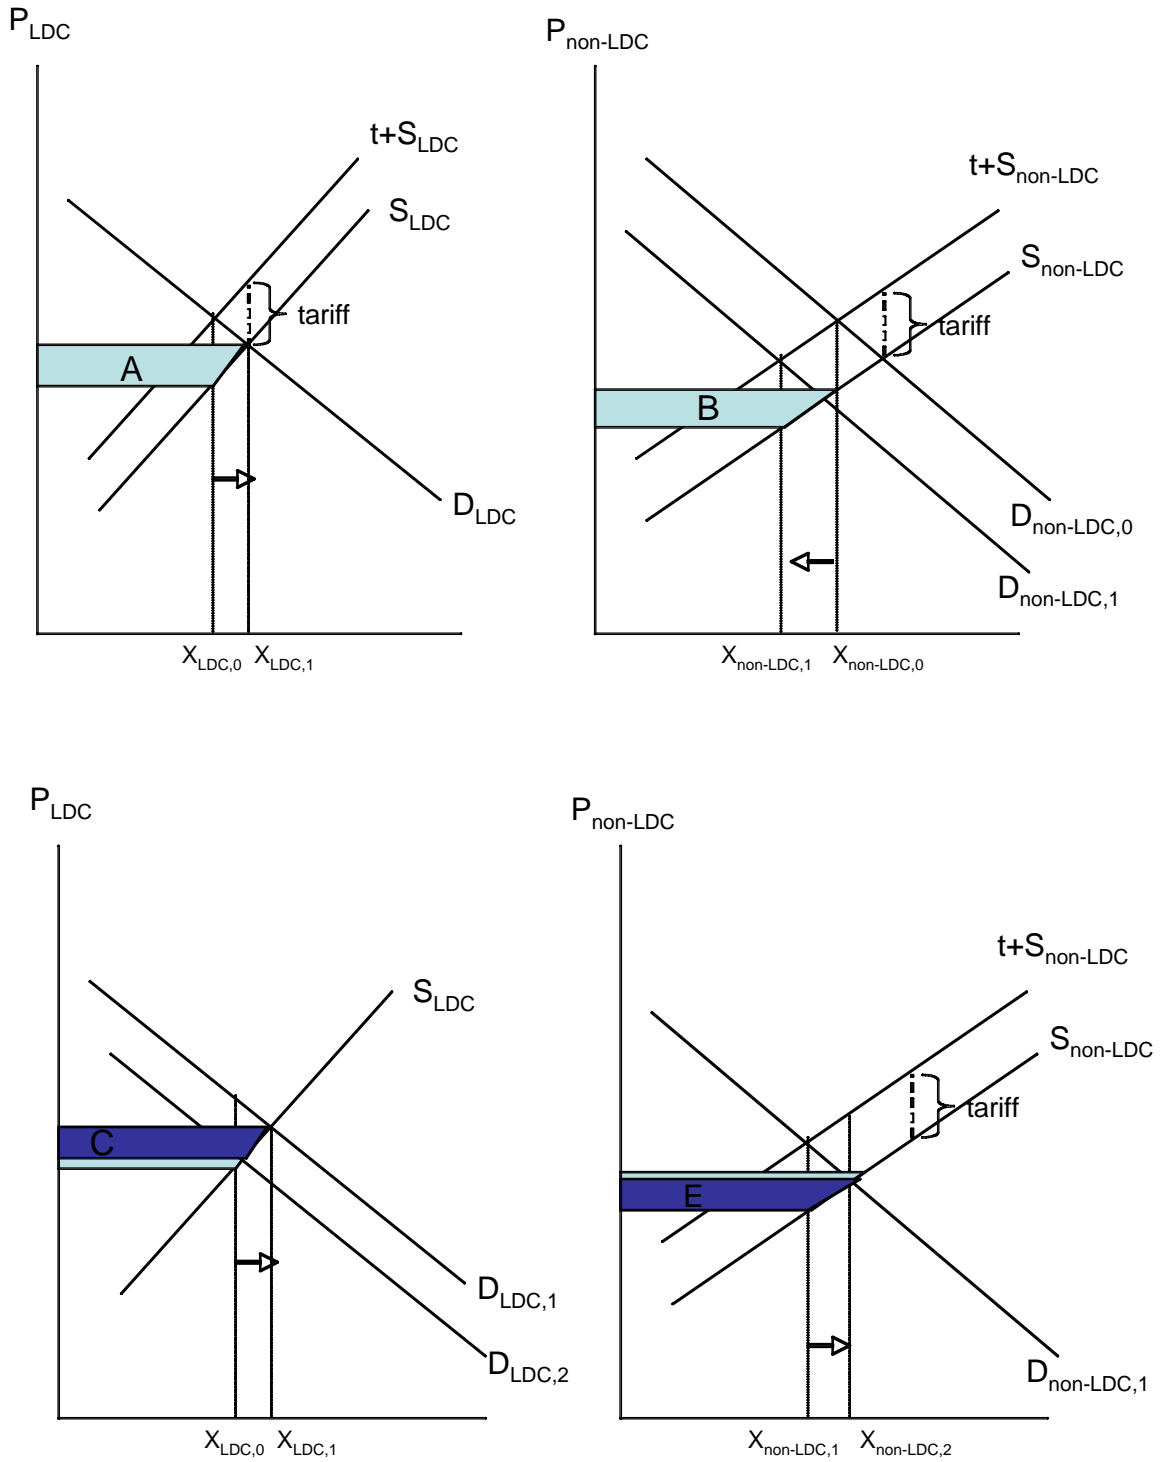 P_LDC
P_non-LDC
t+S_LDC
t+S_non-LDC
S_LDC
S_non-LDC
tariff
tariff
A
B
D_LDC
D_non-LDC,0
D_non-LDC,1
X_LDC,0 X_LDC,1
X_non-LDC,1 X_non-LDC,0
P_LDC
P_non-LDC
t+S_non-LDC
S_LDC
S_non-LDC
tariff
C
E
D_LDC,1
D_LDC,2
D_non-LDC,1
X_LDC,0 X_LDC,1
X_non-LDC,1 X_non-LDC,2